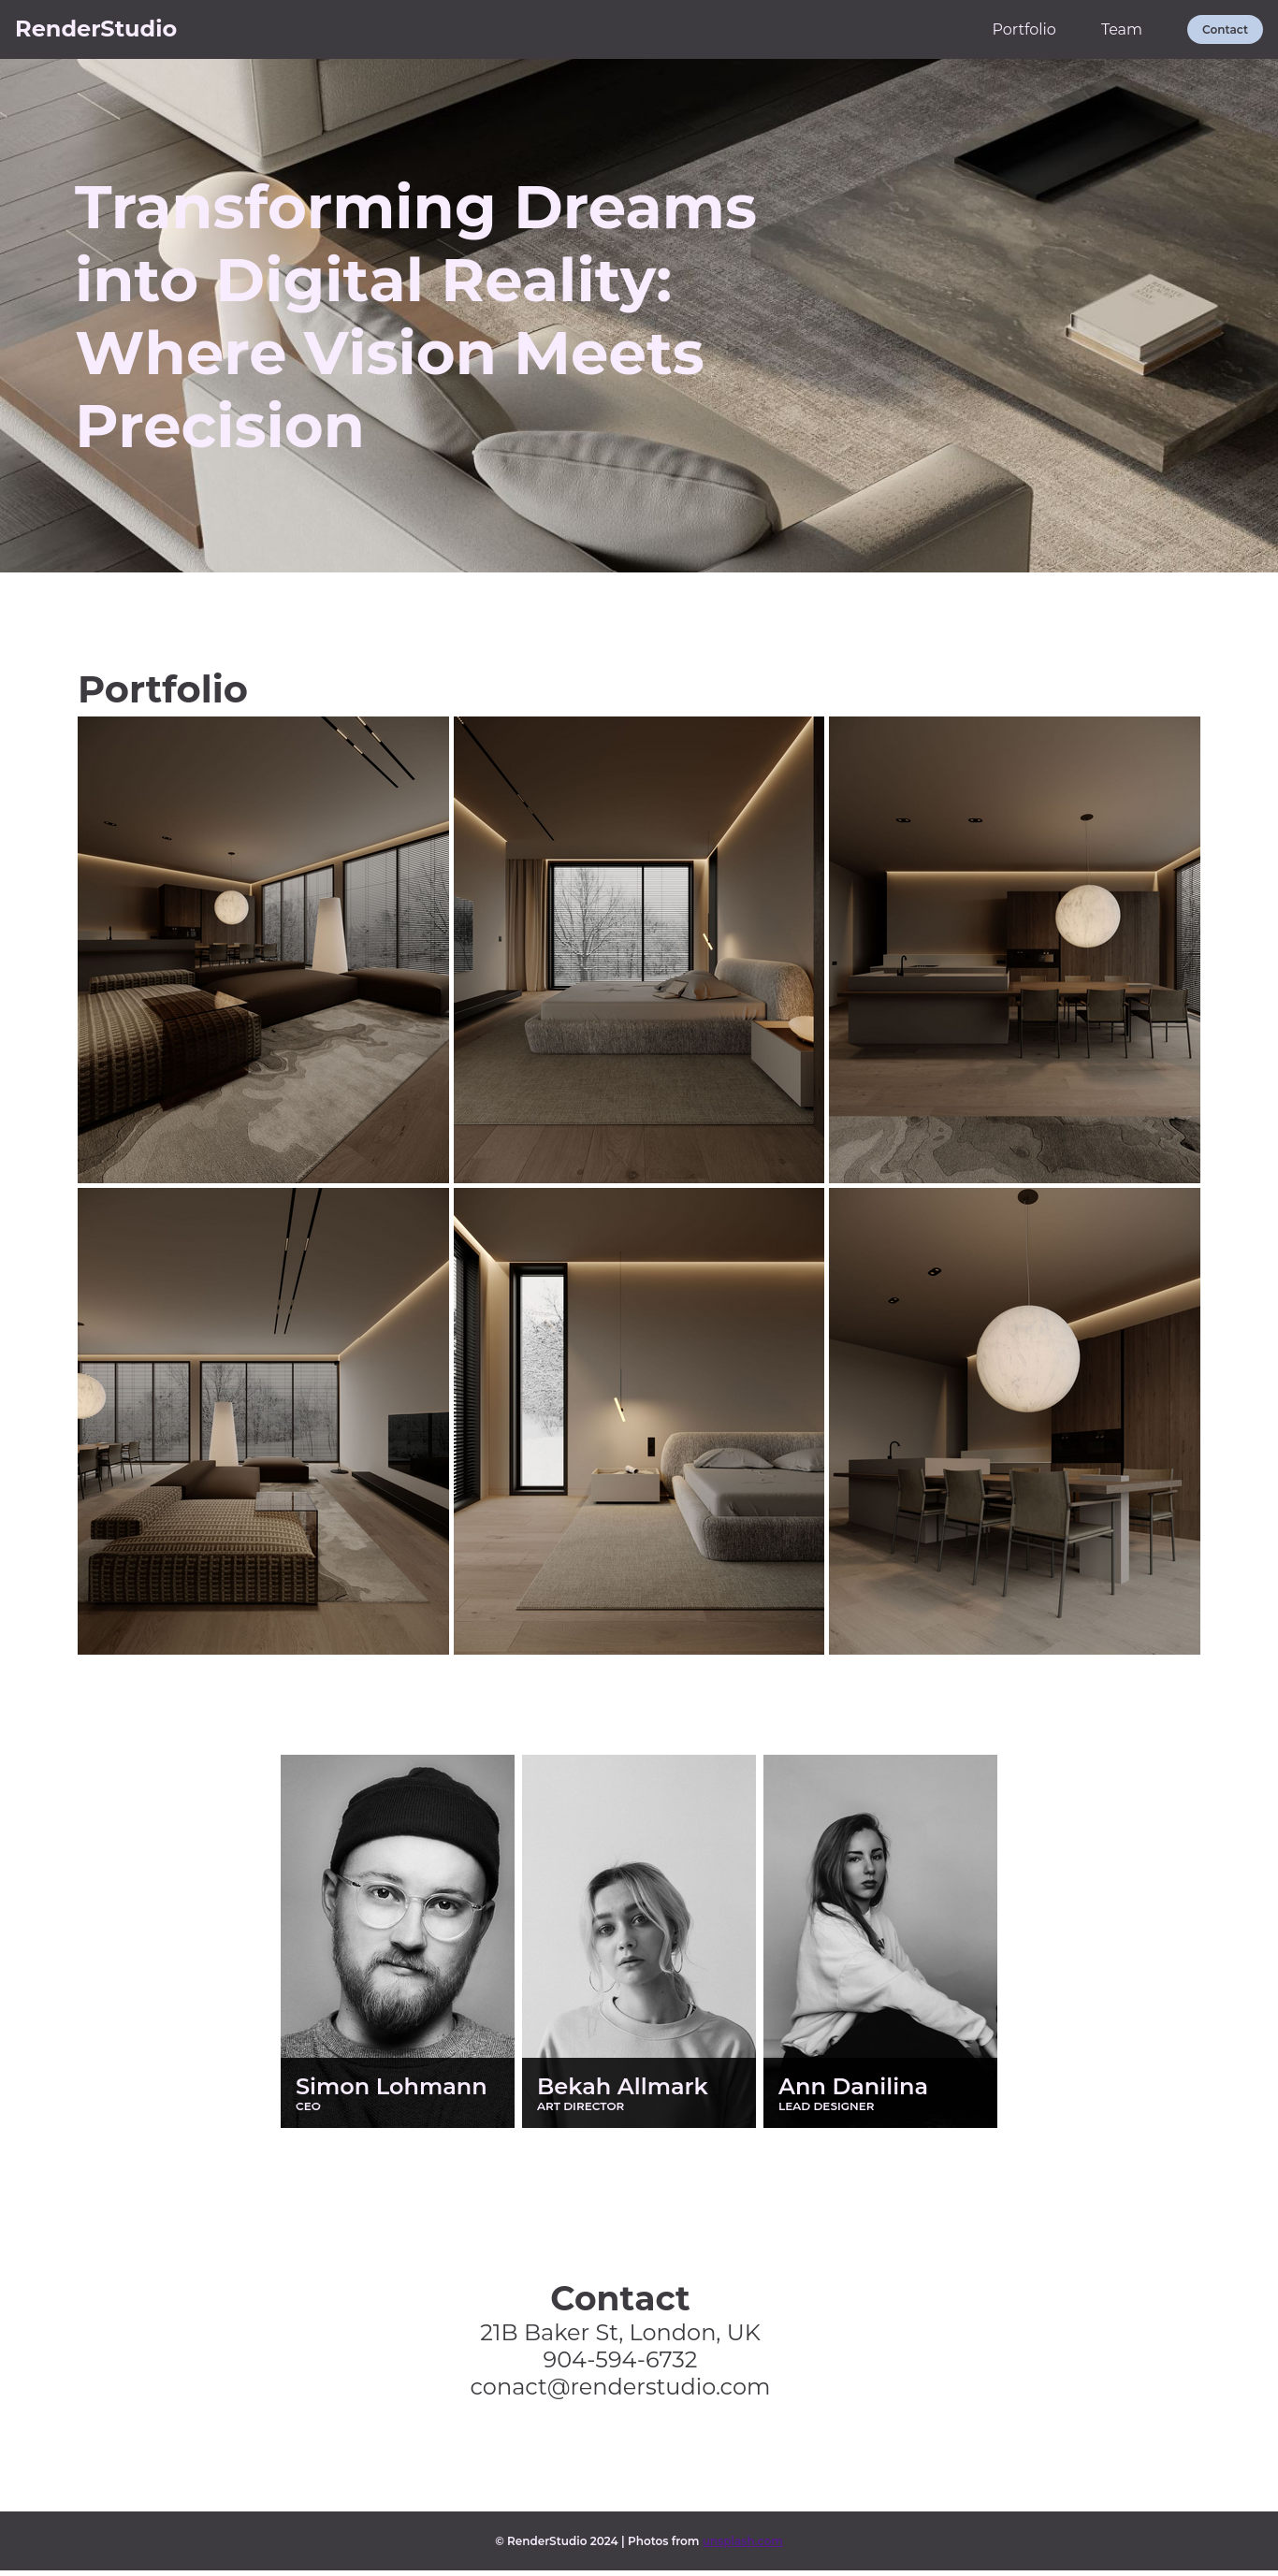 RenderStudio
Portfolio
Team
Contact
Transforming Dreams
into Digital Reality:
Where Vision Meets
Precision
Portfolio
Simon Lohmann
CEO
Bekah Allmark
ART DIRECTOR
Ann Danilina
LEAD DESIGNER
Contact
21B Baker St, London, UK
904-594-6732
conact@renderstudio.com
© RenderStudio 2024 | Photos from